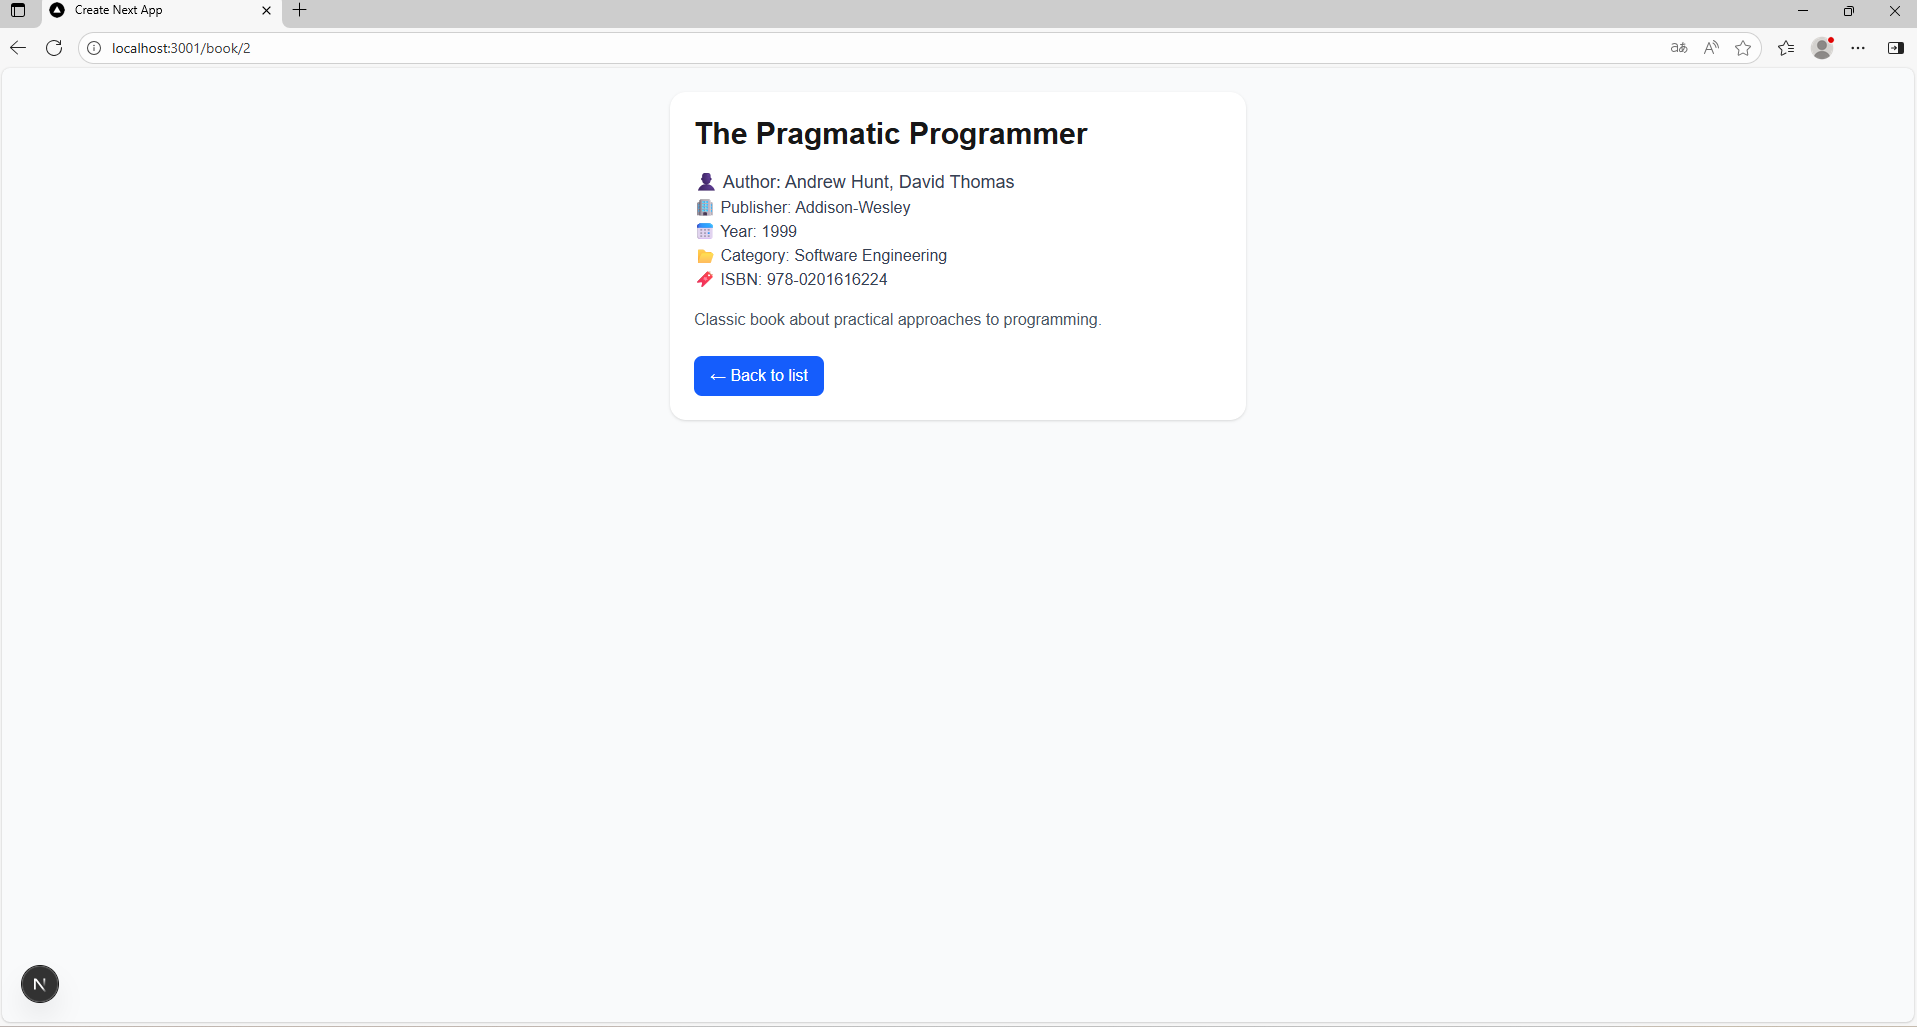 Create Next App
localhost:3001/book/2
The Pragmatic Programmer
Author: Andrew Hunt, David Thomas
Publisher: Addison-Wesley
Year: 1999
Category: Software Engineering
ISBN: 978-0201616224
Classic book about practical approaches to programming.
← Back to list
N